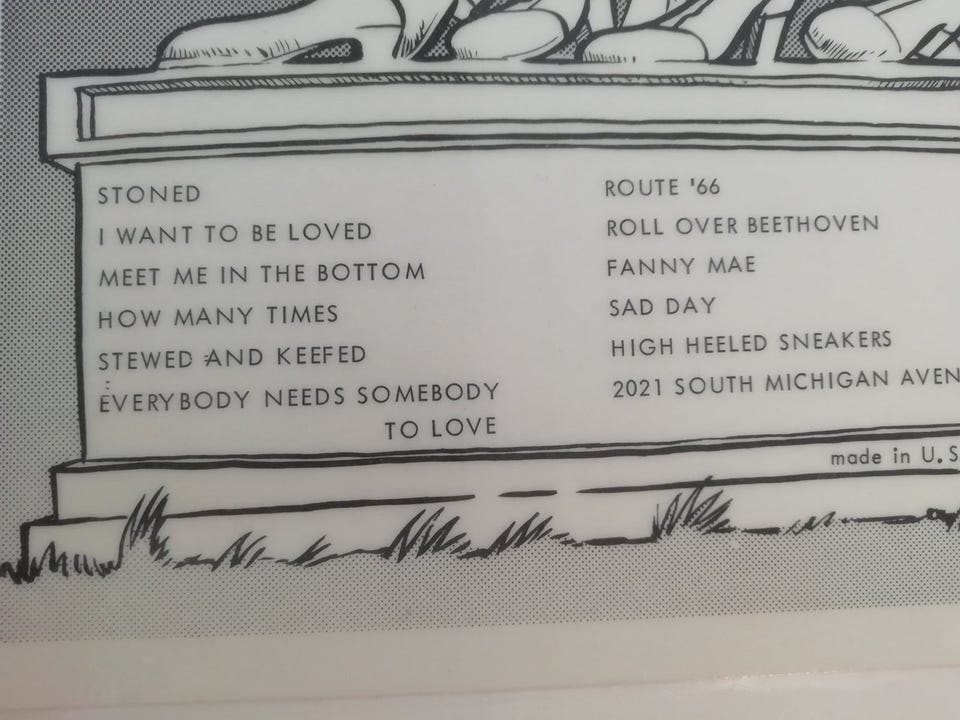 STONED
I WANT TO BE LOVED
MEET ME IN THE BOTTOM
HOW MANY TIMES
STEWED AND KEEFED
EVERYBODY NEEDS SOMEBODY
TO LOVE
ROUTE '66
ROLL OVER BEETHOVEN
FANNY MAE
SAD DAY
HIGH HEELED SNEAKERS
2021 SOUTH MICHIGAN AVEN
made in U.S